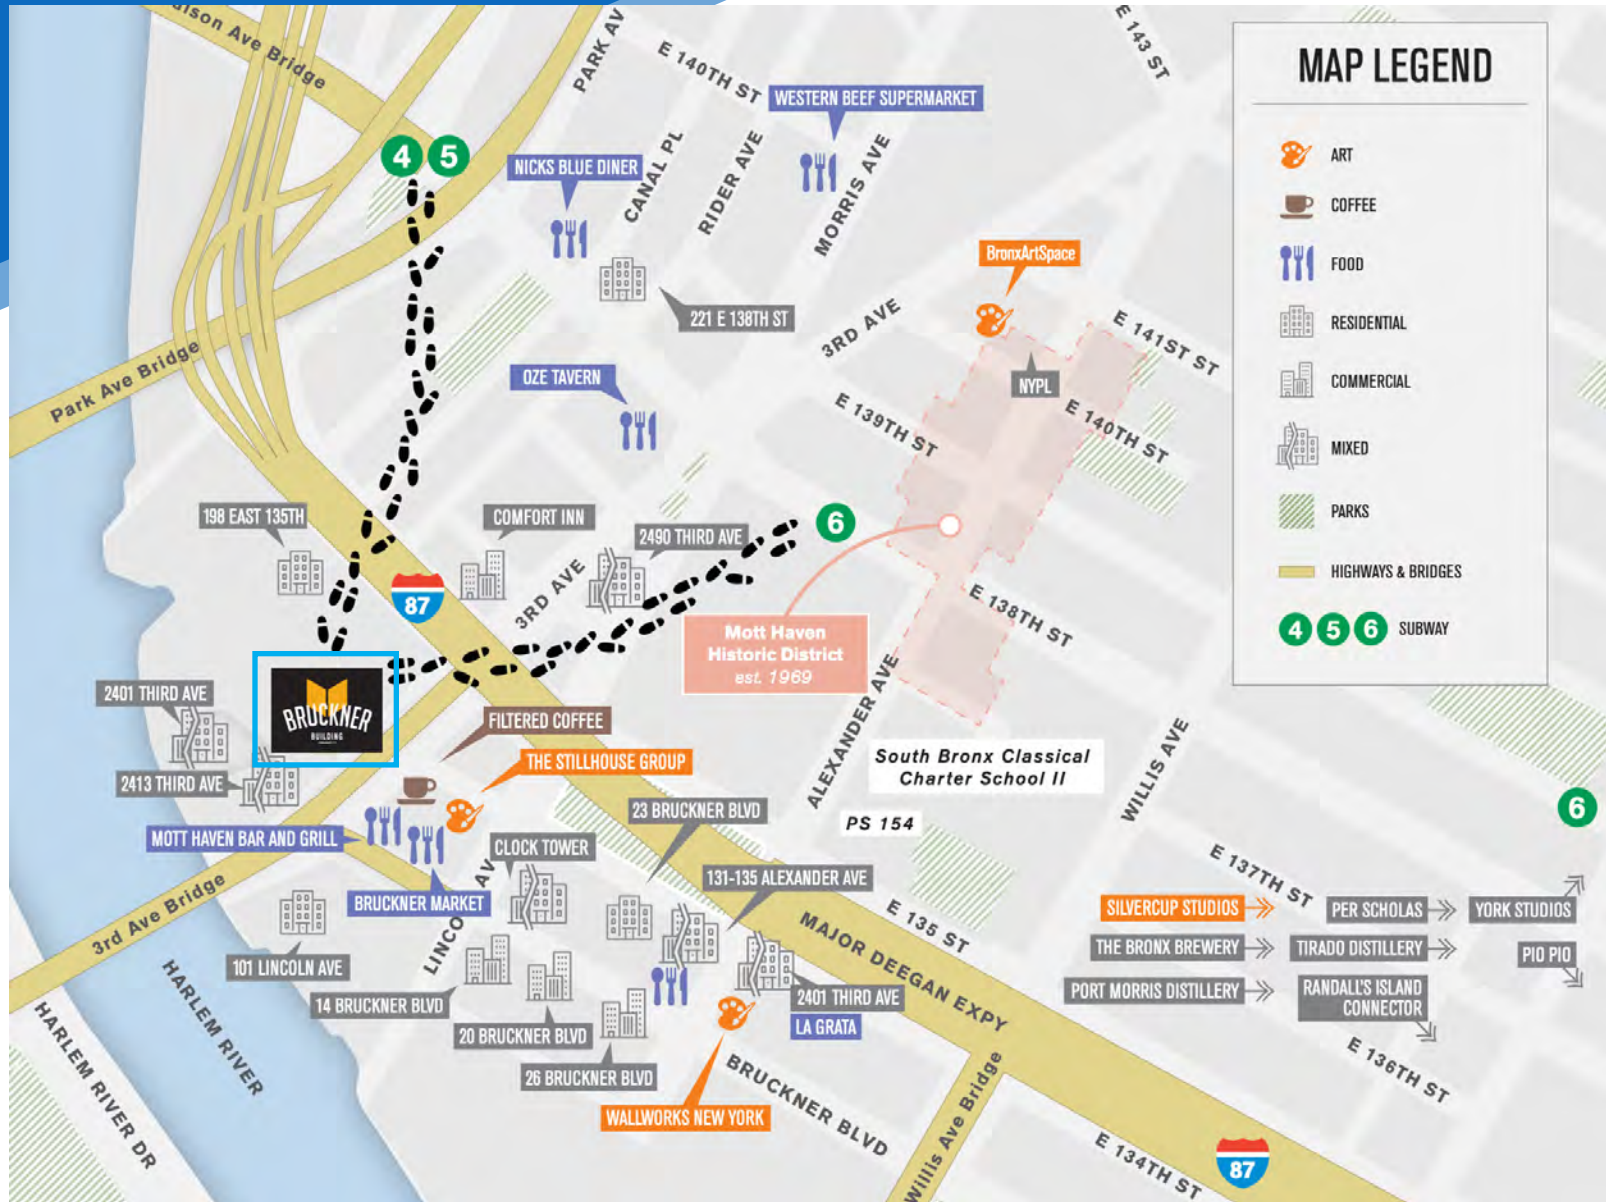 Ave Bridge
PARK AV
E 140TH ST
E 143 ST
MAP LEGEND
WESTERN BEEF SUPERMARKET
4 5
NICKS BLUE DINER
CANAL PL
RIDER AVE
MORRIS AVE
ART
COFFEE
FOOD
RESIDENTIAL
COMMERCIAL
MIXED
PARKS
HIGHWAYS & BRIDGES
4 5 6 SUBWAY
BronxArtSpace
221 E 138TH ST
3RD AVE
E 141ST ST
Park Ave Bridge
OZE TAVERN
NYPL
E 139TH ST
E 140TH ST
198 EAST 135TH
COMFORT INN
2490 THIRD AVE
6
87
3RD AVE
E 138TH ST
Mott Haven
Historic District
est. 1969
2401 THIRD AVE
BRUCKNER
BUILDING
FILTERED COFFEE
ALEXANDER AVE
WILLIS AVE
THE STILLHOUSE GROUP
South Bronx Classical
Charter School II
2413 THIRD AVE
23 BRUCKNER BLVD
PS 154
6
MOTT HAVEN BAR AND GRILL
CLOCK TOWER
E 137TH ST
131-135 ALEXANDER AVE
BRUCKNER MARKET
LINCO
AV
E 135 ST
3rd Ave Bridge
MAJOR DEEGAN EXPY
SILVERCUP STUDIOS
PER SCHOLAS
YORK STUDIOS
THE BRONX BREWERY
TIRADO DISTILLERY
PIO PIO
PORT MORRIS DISTILLERY
RANDALL'S ISLAND
CONNECTOR
101 LINCOLN AVE
14 BRUCKNER BLVD
2401 THIRD AVE
LA GRATA
20 BRUCKNER BLVD
26 BRUCKNER BLVD
HARLEM RIVER
HARLEM RIVER DR
WALLWORKS NEW YORK
BRUCKNER BLVD
E 136TH ST
Willis Ave Bridge
E 134TH ST
87